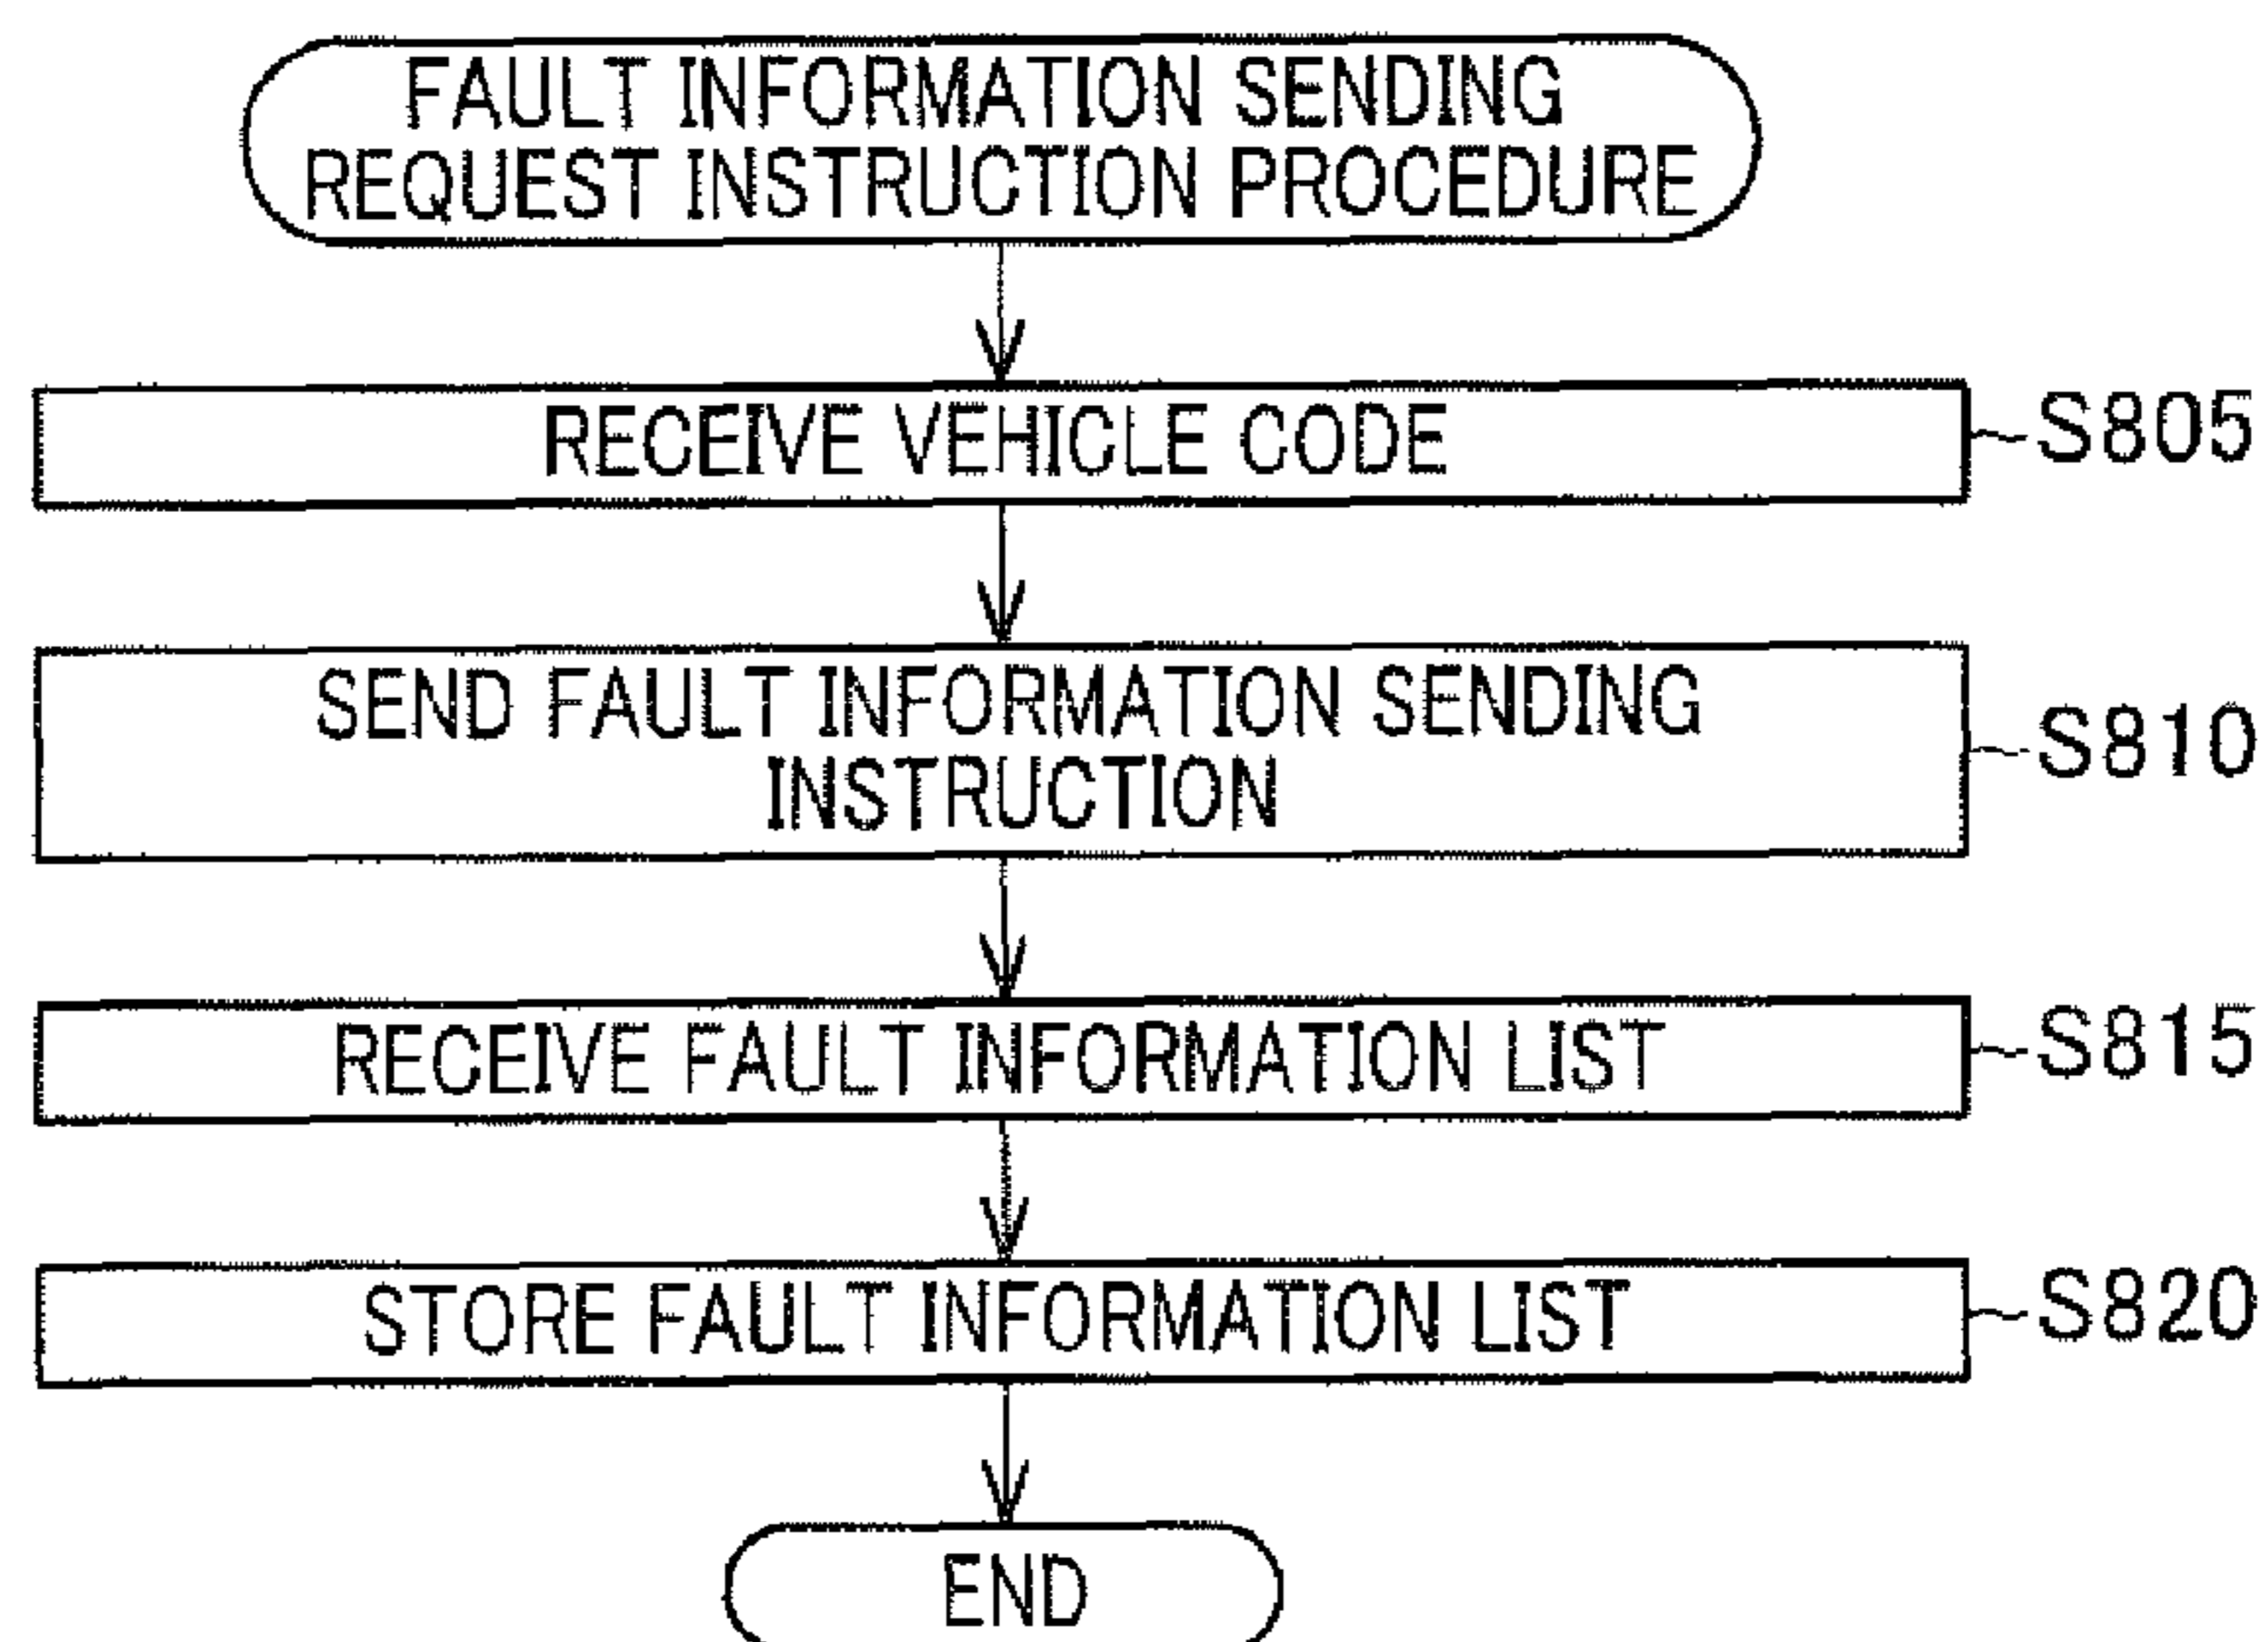 FAULT INFORMATION SENDING
REQUEST INSTRUCTION PROCEDURE
RECEIVE VEHICLE CODE
S805
SEND FAULT INFORMATION SENDING
INSTRUCTION
S810
RECEIVE FAULT INFORMATION LIST
S815
STORE FAULT INFORMATION LIST
S820
END